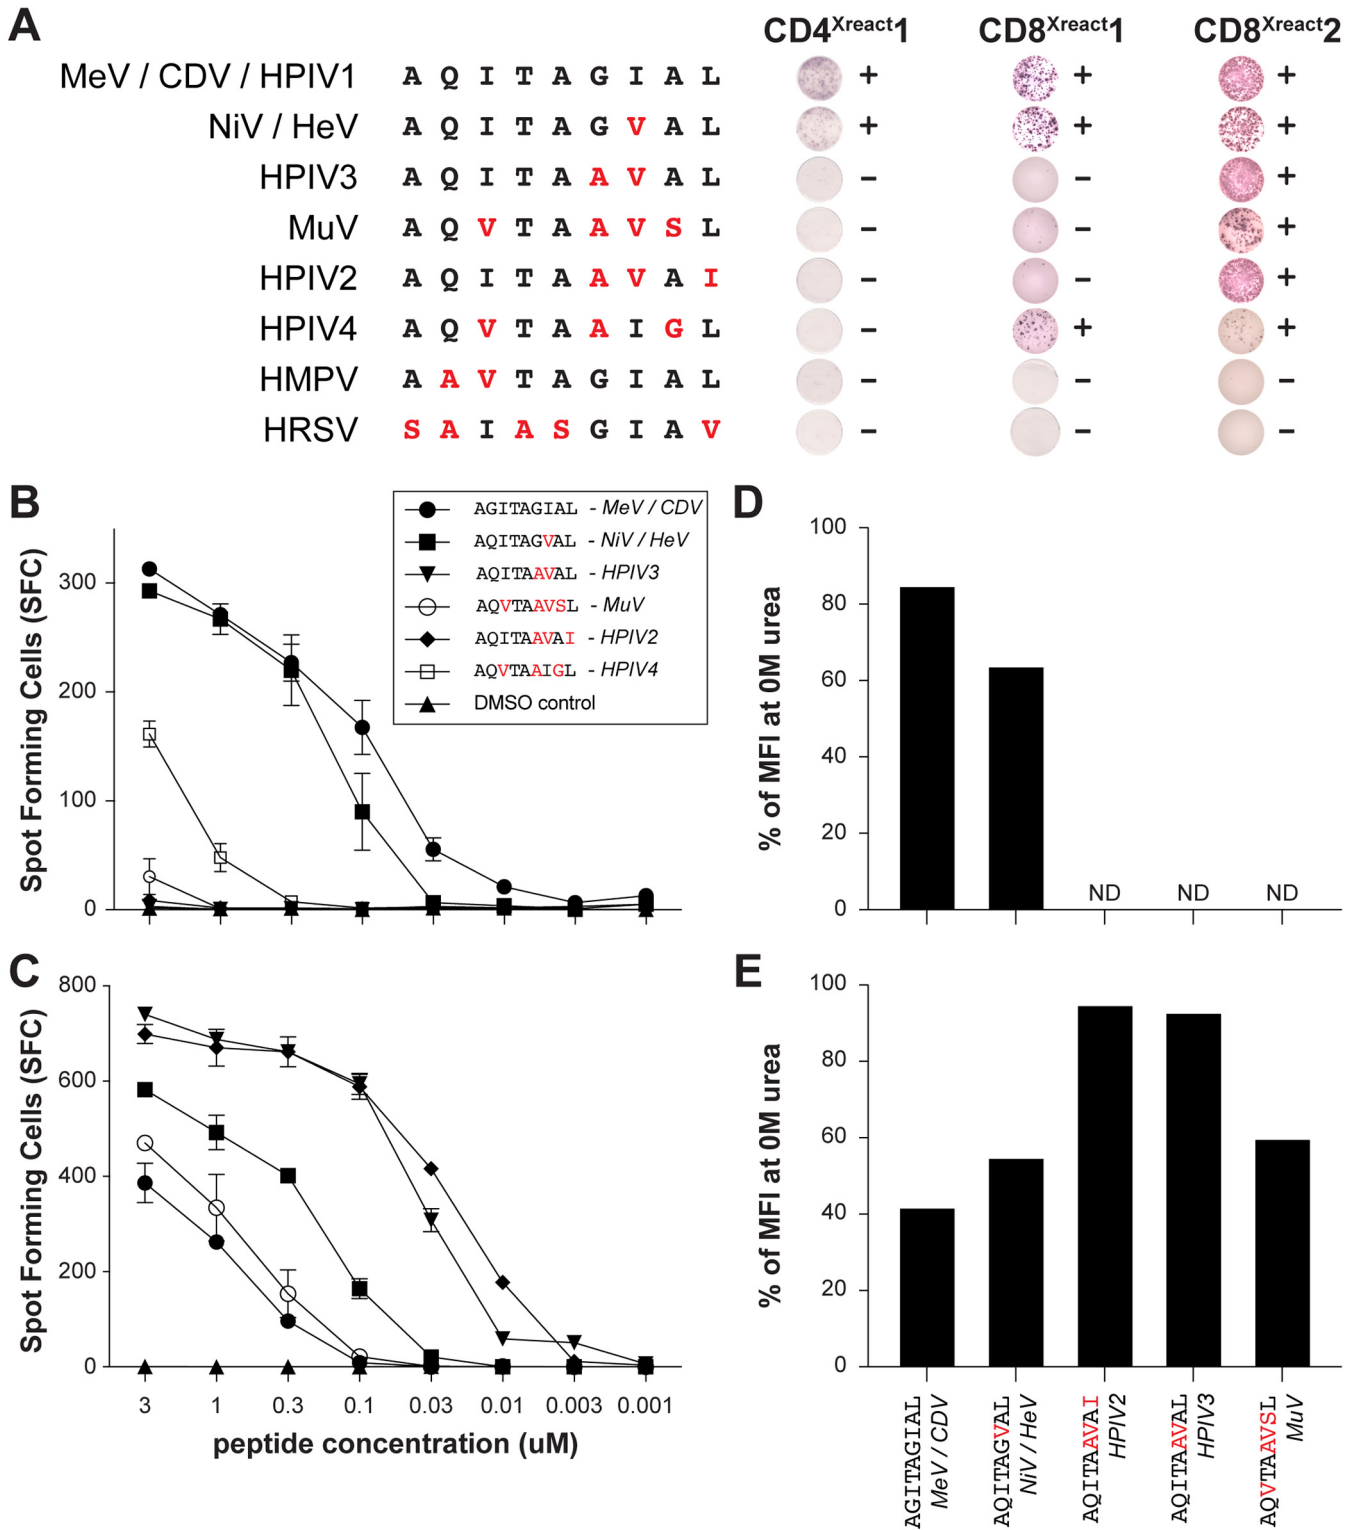 A
CD4Xreact1 CD8Xreact1 CD8Xreact2
MeV / CDV / HPIV1 A Q I T A G I A L + + +
NiV / HeV A Q I T A G V A L + + +
HPIV3 A Q I T A A V A L − − +
MuV A Q V T A A V S L − − +
HPIV2 A Q I T A A V A I − − +
HPIV4 A Q V T A A I G L − + +
HMPV A A V T A G I A L − − −
HRSV S A I A S G I A V − − −
B
Spot Forming Cells (SFC)
300
200
100
0
AGITAGIAL - MeV / CDV
AQITAGVAL - NiV / HeV
AQITAAVAL - HPIV3
AQVTAAVSL - MuV
AQITAAVAI - HPIV2
AQVTAAIGL - HPIV4
DMSO control
D
% of MFI at 0M urea
100
80
60
40
20
0
ND ND ND
C
Spot Forming Cells (SFC)
800
600
400
200
0
3 1 0.3 0.1 0.03 0.01 0.003 0.001
peptide concentration (uM)
E
% of MFI at 0M urea
100
80
60
40
20
0
AGITAGIAL
MeV / CDV
AQITAGVAL
NiV / HeV
AQITAAVAI
HPIV2
AQITAAVAL
HPIV3
AQVTAAVSL
MuV